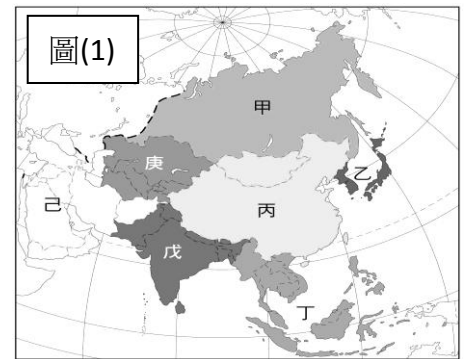 圖(1)
甲
庚
乙
己
丙
戊
丁